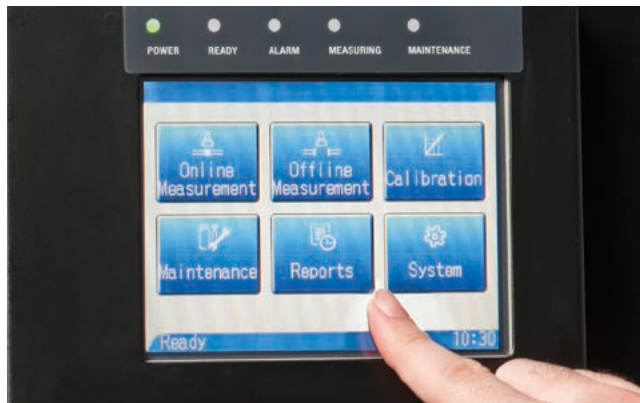 POWER READY ALARM MEASURING MAINTENANCE
Online Measurement
Offline Measurement
Calibration
Maintenance
Reports
System
Ready 10:30